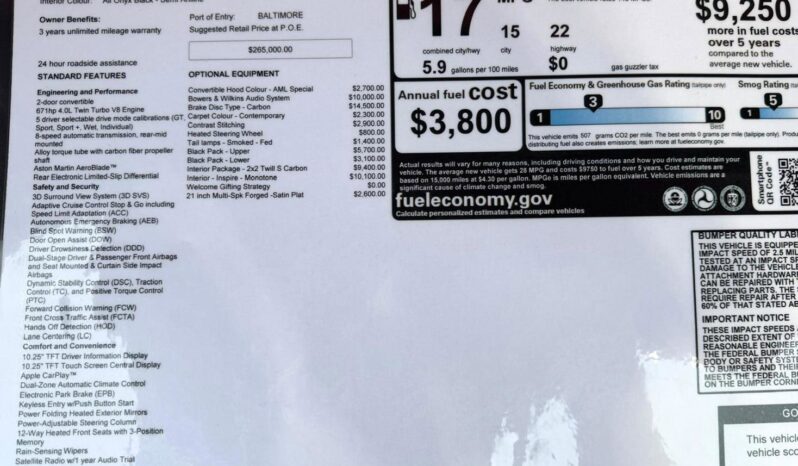 Interior Colour: All Onyx Black - Semi Aniline
Owner Benefits:
3 years unlimited mileage warranty
24 hour roadside assistance
Port of Entry: BALTIMORE
Suggested Retail Price at P.O.E.
$265,000.00
STANDARD FEATURES
Engineering and Performance
2-door convertible
671hp 4.0L Twin Turbo V8 Engine
5 driver selectable drive mode calibrations (GT,
Sport, Sport +, Wet, Individual)
8-speed automatic transmission, rear-mid
mounted
Alloy torque tube with carbon fiber propeller
shaft
Aston Martin AeroBlade™
Rear Electronic Limited-Slip Differential
Safety and Security
3D Surround View System (3D SVS)
Adaptive Cruise Control Stop & Go including
Speed Limit Adaptation (ACC)
Autonomous Emergency Braking (AEB)
Blind Spot Warning (BSW)
Door Open Assist (DOW)
Driver Drowsiness Detection (DDD)
Dual-Stage Driver & Passenger Front Airbags
and Seat Mounted & Curtain Side Impact
Airbags
Dynamic Stability Control (DSC), Traction
Control (TC), and Positive Torque Control
(PTC)
Forward Collision Warning (FCW)
Front Cross Traffic Assist (FCTA)
Hands Off Detection (HOD)
Lane Centering (LC)
Comfort and Convenience
10.25" TFT Driver Information Display
10.25" TFT Touch Screen Central Display
Apple CarPlay™
Dual-Zone Automatic Climate Control
Electronic Park Brake (EPB)
Keyless Entry w/Push Button Start
Power Folding Heated Exterior Mirrors
Power-Adjustable Steering Column
12-Way Heated Front Seats with 3-Position
Memory
Rain-Sensing Wipers
Satellite Radio w/1 year Audio Trial
OPTIONAL EQUIPMENT
Convertible Hood Colour - AML Special $2,700.00
Bowers & Wilkins Audio System $10,000.00
Brake Disc Type - Carbon $14,500.00
Carpet Colour - Contemporary $2,300.00
Contrast Stitching $2,900.00
Heated Steering Wheel $800.00
Tail lamps - Smoked - Fed $1,400.00
Black Pack - Upper $5,700.00
Black Pack - Lower $3,100.00
Interior Package - 2x2 Twill S Carbon $9,400.00
Interior - Inspire - Monotone $10,100.00
Welcome Gifting Strategy $0.00
21 inch Multi-Spk Forged -Satin Plat $2,600.00
17 MPG
15 22
combined city/hwy city highway
5.9 gallons per 100 miles $0 gas guzzler tax
$9,250
more in fuel costs
over 5 years
compared to the
average new vehicle.
Annual fuel cost
$3,800
Fuel Economy & Greenhouse Gas Rating (tailpipe only) Smog Rating
3 5
1 10 1
Best
This vehicle emits 507 grams CO2 per mile. The best emits 0 grams per mile (tailpipe only).
distributing fuel also creates emissions; learn more at fueleconomy.gov.
Actual results will vary for many reasons, including driving conditions and how you drive and maintain your
vehicle. The average new vehicle gets 28 MPG and costs $9750 to fuel over 5 years. Cost estimates are
based on 15,000 miles at $4.30 per gallon. MPGe is miles per gasoline gallon equivalent. Vehicle emissions are a
significant cause of climate change and smog.
fueleconomy.gov
Calculate personalized estimates and compare vehicles
Smartphone
QR Code™
BUMPER QUALITY LAB
THIS VEHICLE IS EQUIPPE
IMPACT SPEED OF 2.5 MIL
TESTED AT AN IMPACT SP
DAMAGE TO THE VEHICLE
ATTACHMENT HARDWAR
CAN BE REPAIRED WITH
REPLACING PARTS. THE
REQUIRE REPAIR AFTER
60% OF THAT STATED AB
IMPORTANT NOTICE
THESE IMPACT SPEEDS
DESCRIBED EXTENT OF
REASONABLE ENGINEER
THE FEDERAL BUMPER
BODY OR SAFETY SYST
TO BUMPERS AND THEI
MEETS THE FEDERAL B
ON THE BUMPER CORN
GO
This vehicl
vehicle sco